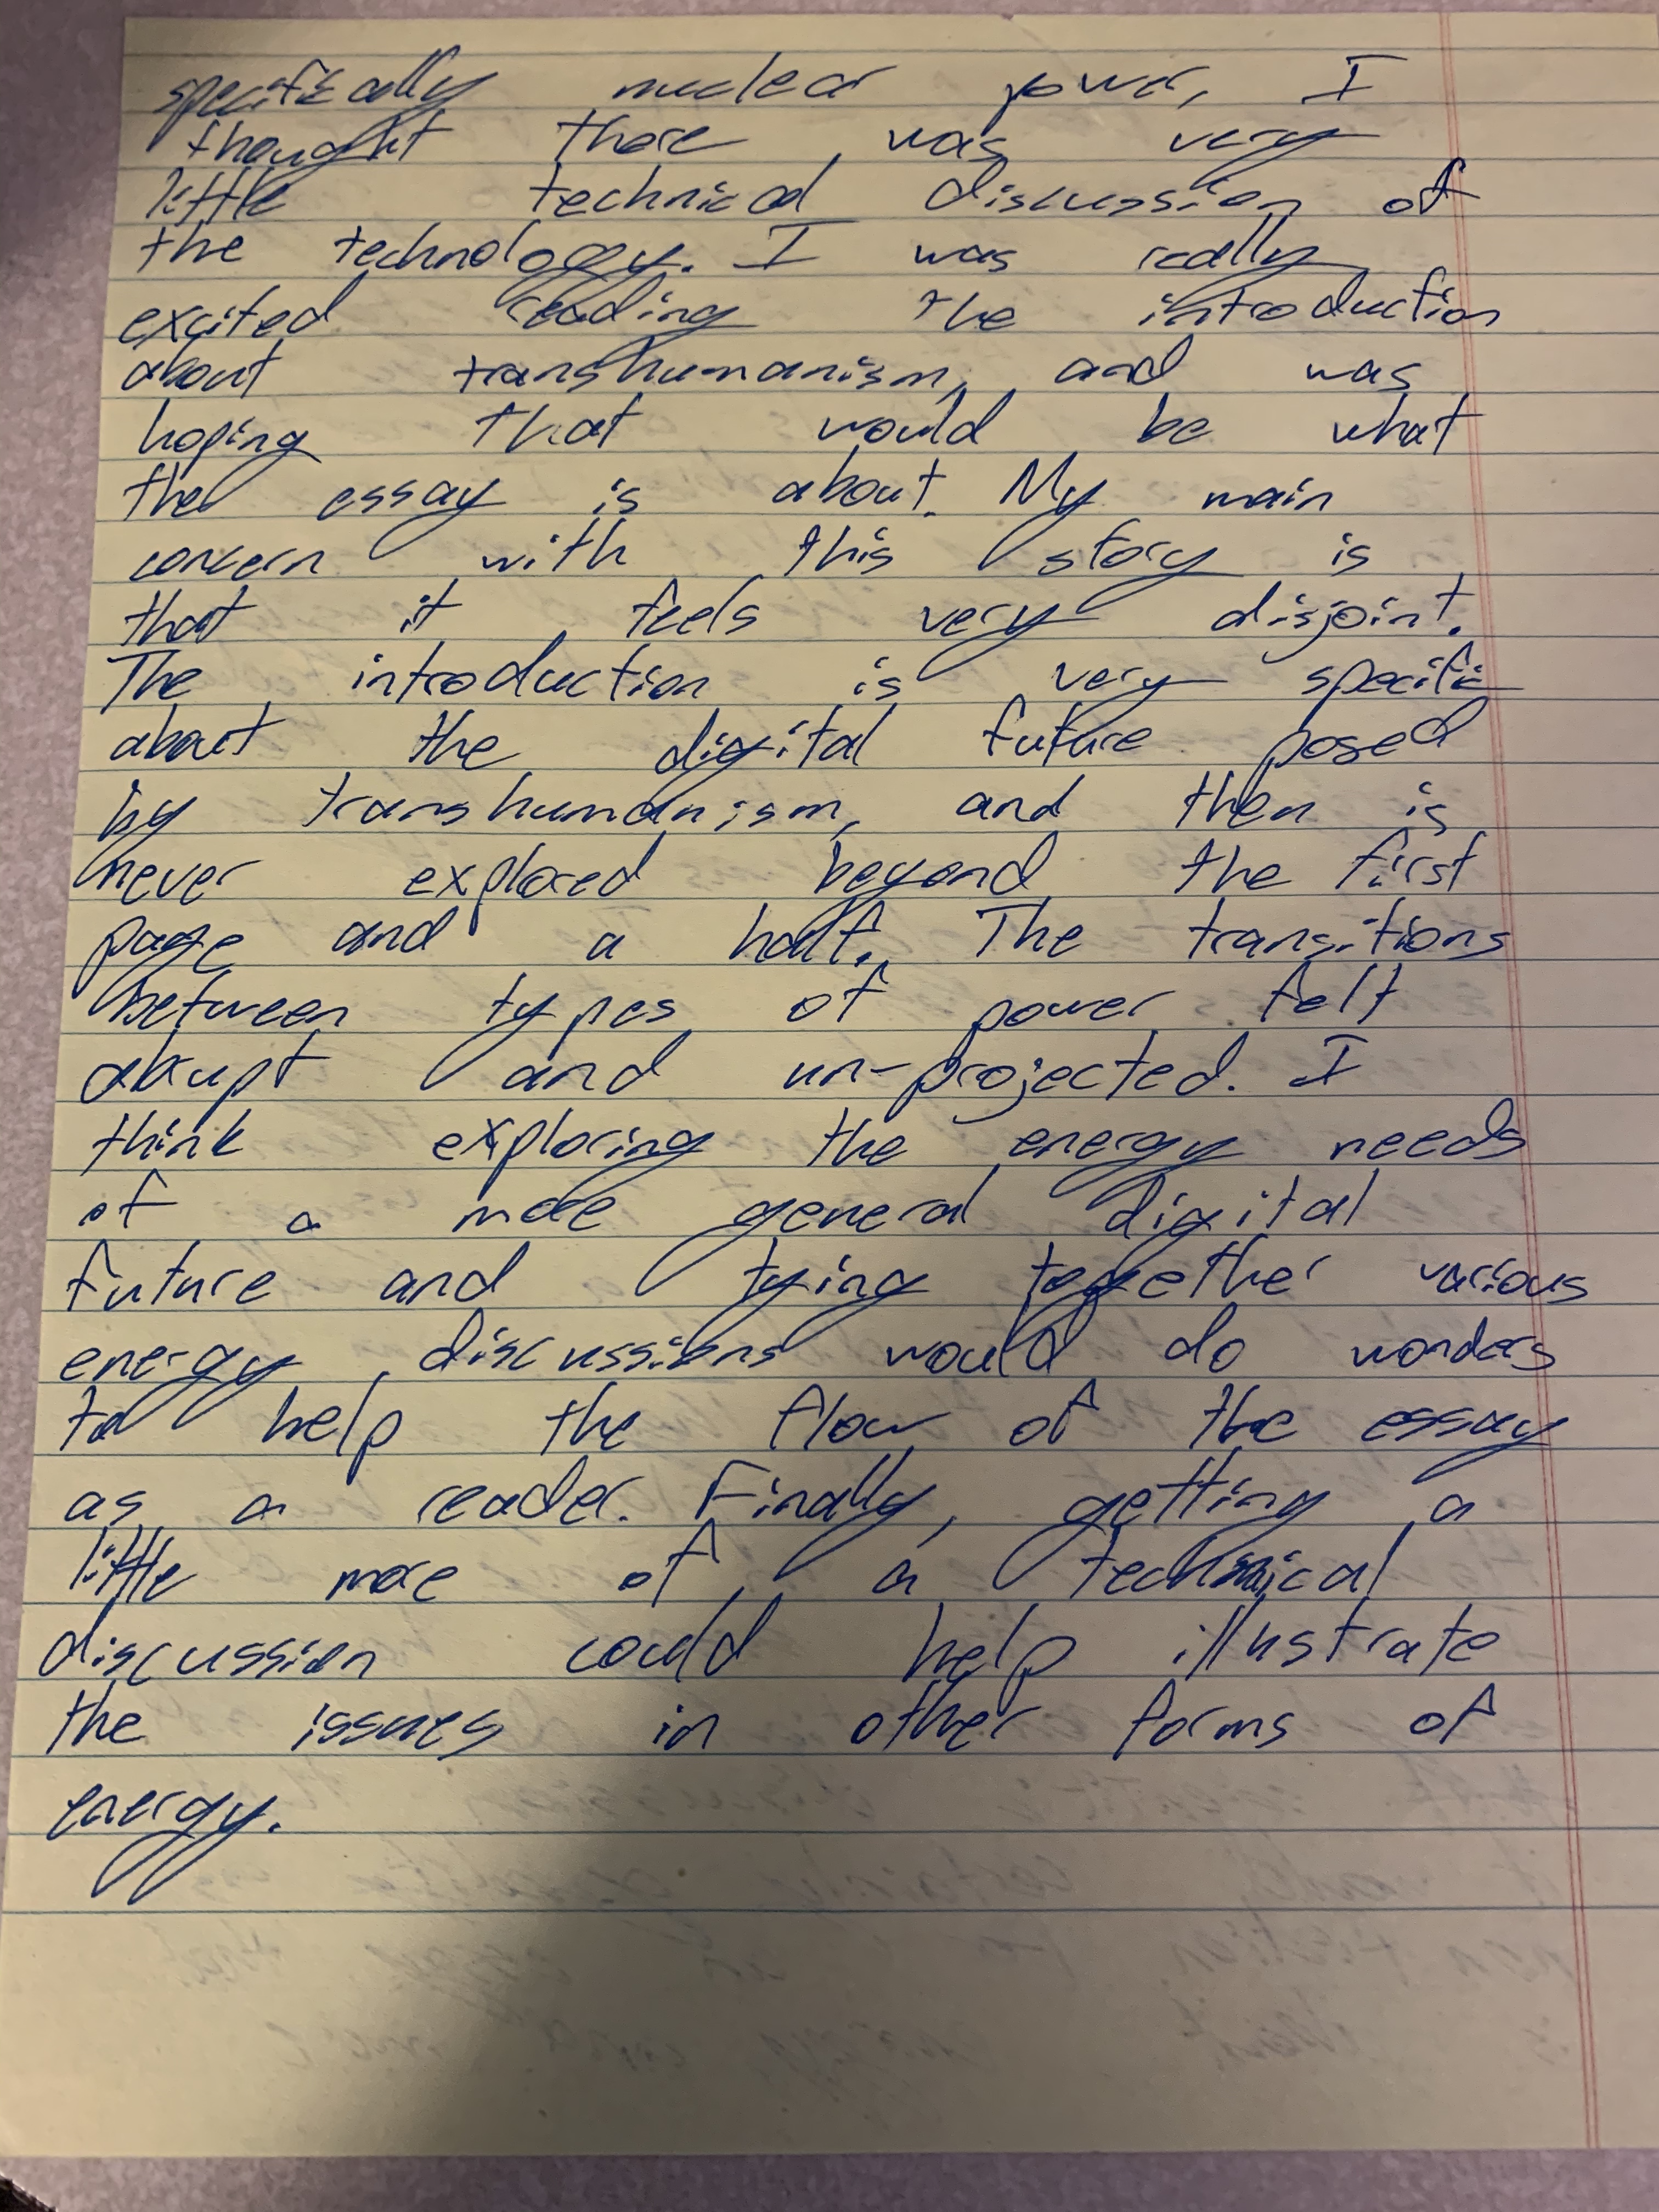 specifically nuclear power, I
thought there was very
little technical discussion of
the technology. I was really
excited reading the introduction
about transhumanism, and was
hoping that would be what
the essay is about. My main
concern with this story is
that it feels very disjoint.
The introduction is very specific
about the digital future posed
by transhumanism, and then is
never explored beyond the first
page and a half. The transitions
between types of power felt
abrupt and un-projected. I
think exploring the energy needs
of a more general digital
future and tying together various
energy discussions would do wonders
to help the flow of the essay
as a reader. Finally, getting a
little more of a technical
discussion could help illustrate
the issues in other forms of
energy.